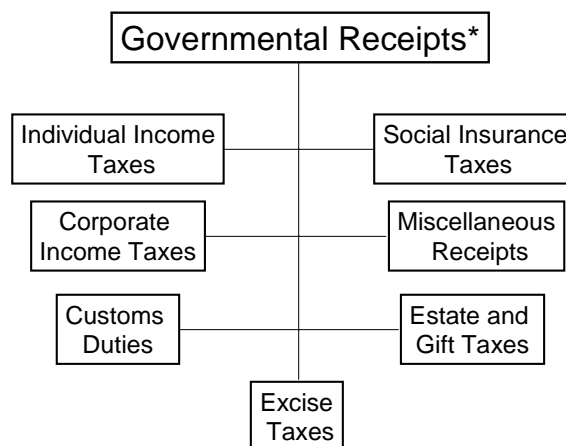 Governmental Receipts*
Individual Income
Taxes
Social Insurance
Taxes
Corporate
Income Taxes
Miscellaneous
Receipts
Customs
Duties
Estate and
Gift Taxes
Excise
Taxes